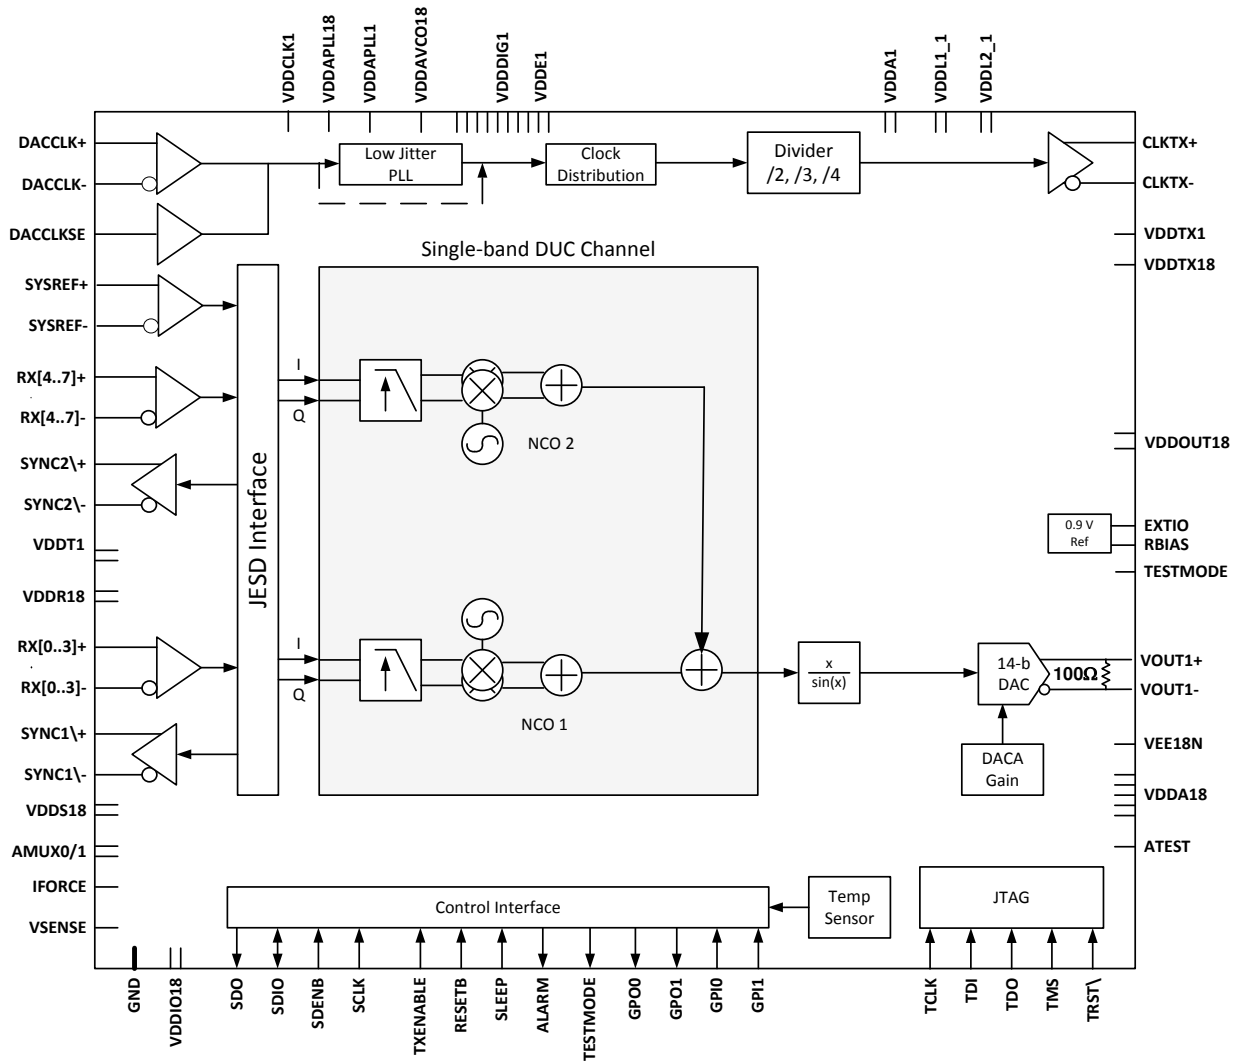 VDDCLK1
VDDAPLL18
VDDAPLL1
VDDAVCO18
VDDDIG1
VDDE1
VDDA1
VDDL1_1
VDDL2_1
DACCLK+
DACCLK-
DACCLKSE
SYSREF+
SYSREF-
RX[4..7]+
RX[4..7]-
SYNC2\+
SYNC2\-
VDDT1
VDDR18
RX[0..3]+
RX[0..3]-
SYNC1\+
SYNC1\-
VDDS18
AMUX0/1
IFORCE
VSENSE
Low Jitter
PLL
Clock
Distribution
Divider
/2, /3, /4
Single-band DUC Channel
JESD Interface
I
Q
NCO 2
I
Q
NCO 1
x
sin(x)
14-b
DAC
100Ω
DACA
Gain
0.9 V
Ref
CLKTX+
CLKTX-
VDDTX1
VDDTX18
VDDOUT18
EXTIO
RBIAS
TESTMODE
VOUT1+
VOUT1-
VEE18N
VDDA18
ATEST
Control Interface
Temp
Sensor
JTAG
GND
VDDIO18
SDO
SDIO
SDENB
SCLK
TXENABLE
RESETB
SLEEP
ALARM
TESTMODE
GPO0
GPO1
GPI0
GPI1
TCLK
TDI
TDO
TMS
TRST\